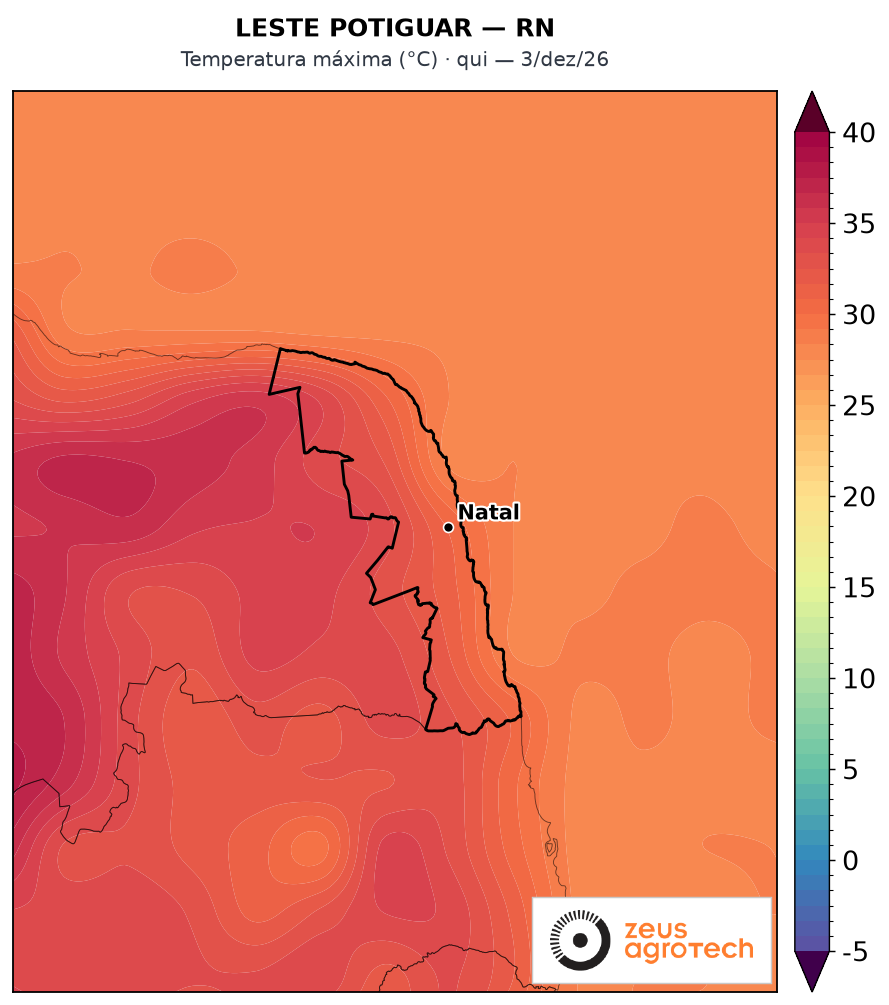 LESTE POTIGUAR — RN
Temperatura máxima (°C) · qui — 3/dez/26
40
35
30
25
20
15
10
5
0
-5
Natal
zeus
agrotech